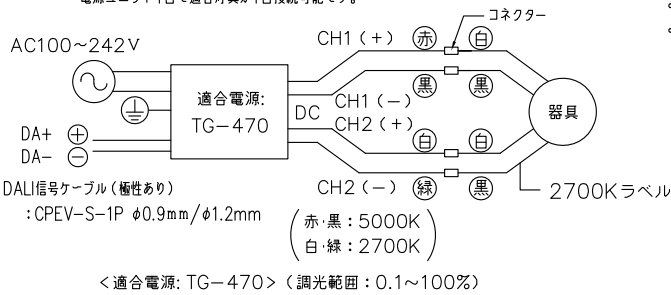 電源ユニット1台で適合灯具が1台接続可能です。
コネクター
AC100～242V
CH1（＋） 赤 白
適合電源:
TG－470
DC
黒 黒
CH1（－）
CH2（＋）
器具
DA+ ⊕
DA- ⊖
白 白
DALI信号ケーブル（極性あり）
:CPEV-S-1P φ0.9mm/φ1.2mm
CH2（－） 緑 黒
2700Kラベル
赤・黒：5000K
白・緑：2700K
＜適合電源: TG－470＞（調光範囲：0.1～100％）